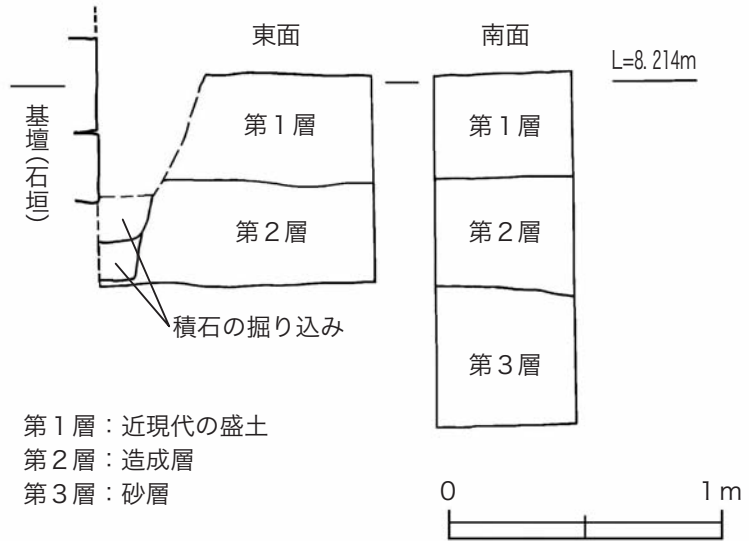 東面
南面
L=8.214m
基壇(石垣)
第1層
第1層
第2層
第2層
積石の掘り込み
第3層
第1層：近現代の盛土
第2層：造成層
第3層：砂層
0
1m